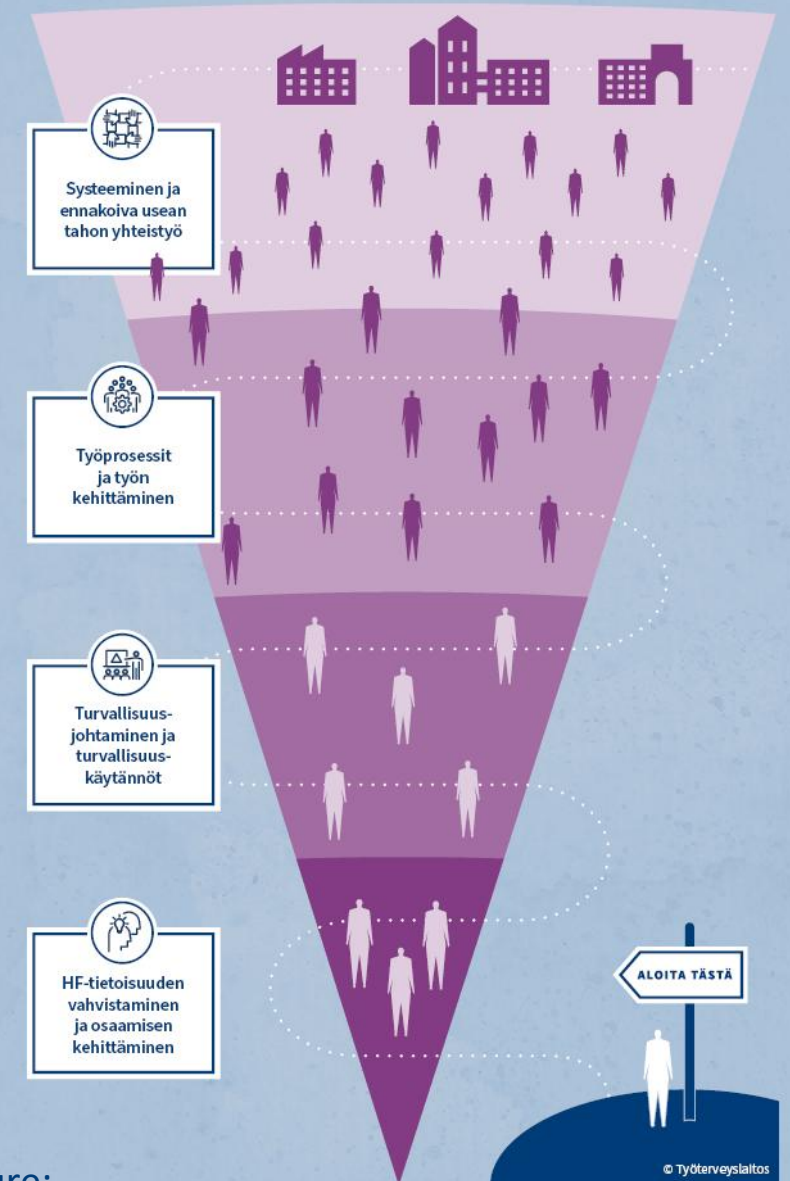 Systeeminen ja
ennakoiva usean
tahon yhteistyö
Työprosessit
ja työn
kehittäminen
Turvallisuus-
johtaminen ja
turvallisuus-
käytännöt
HF-tietoisuuden
vahvistaminen
ja osaamisen
kehittäminen
ALOITA TÄSTÄ
© Työterveyslaitos